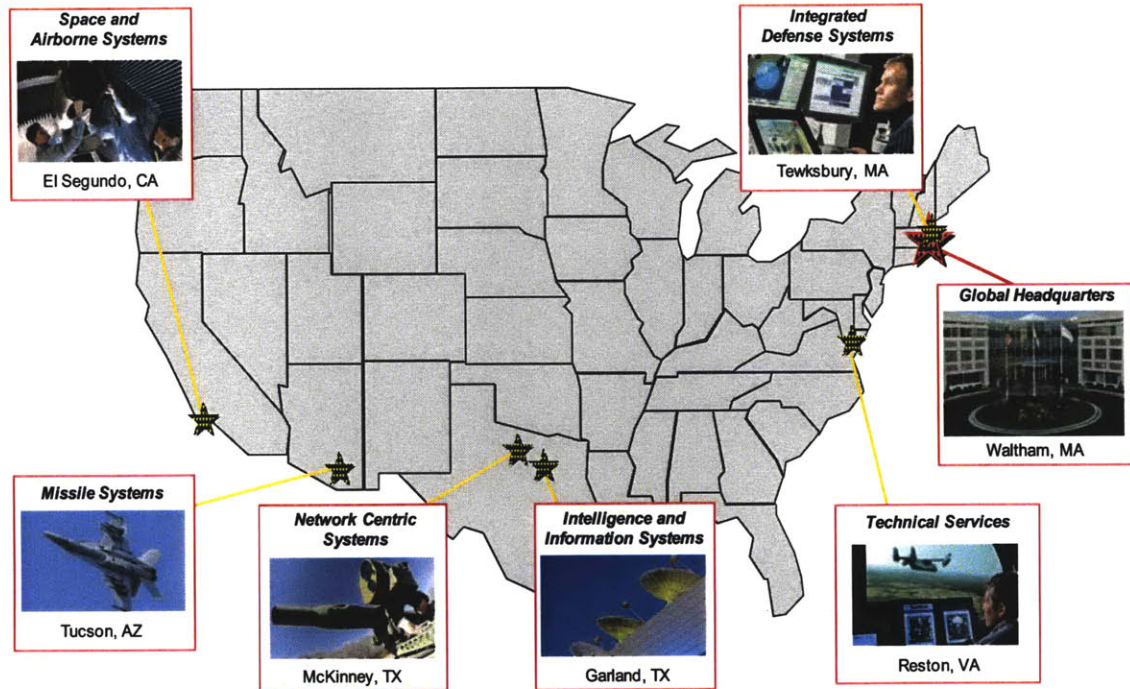 Space and
Airborne Systems
El Segundo, CA
Integrated
Defense Systems
Tewksbury, MA
Global Headquarters
Waltham, MA
Missile Systems
Tucson, AZ
Network Centric
Systems
McKinney, TX
Intelligence and
Information Systems
Garland, TX
Technical Services
Reston, VA